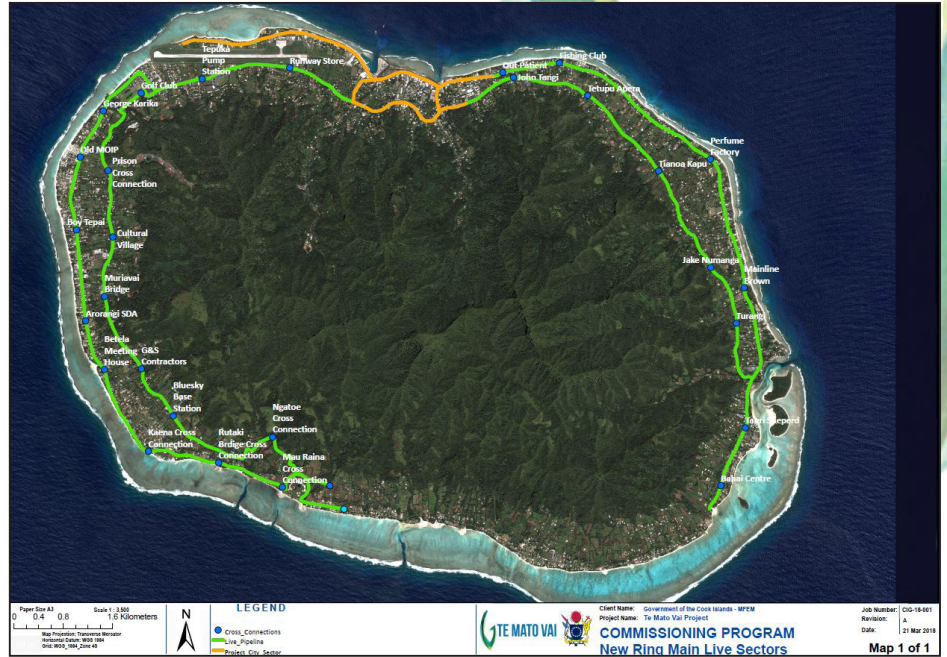 Fishing Club
Out Patient
John Tangi
Tepuka
Pump
Station
Runway Store
Golf Club
Tetupu Apera
George Karika
Perfume
Factory
Old MOIP
Prison
Cross
Connection
Tianoa Kapu
Boy Tepai
Cultural
Village
Jake Numanga
Mainline
Brown
Muriavai
Bridge
Arorangi SDA
Turangi
Betela
Meeting
House
G&S
Contractors
Bluesky
Base
Station
Ngatoe
Cross
Connection
Kaena Cross
Connection
Rutaki
Brdige Cross
Connection
Mau Raina
Cross
Connection
Bakai Centre
Paper Size A3
Scale 1 : 3,500
0 0.4 0.8 1.6 Kilometers
Map Projection: Transverse Mercator
Horizontal Datum: WGS 1984
N
LEGEND
Cross_Connections
Live_Pipeline
Project_City_Sector
TE MATO VAI
Client Name: Government of the Cook Islands - MFEM
Project Name: Te Mato Vai Project
COMMISSIONING PROGRAM
New Ring Main Live Sectors
Job Number: CIG-18-001
Revision: A
Date: 21 Mar 2018
Map 1 of 1